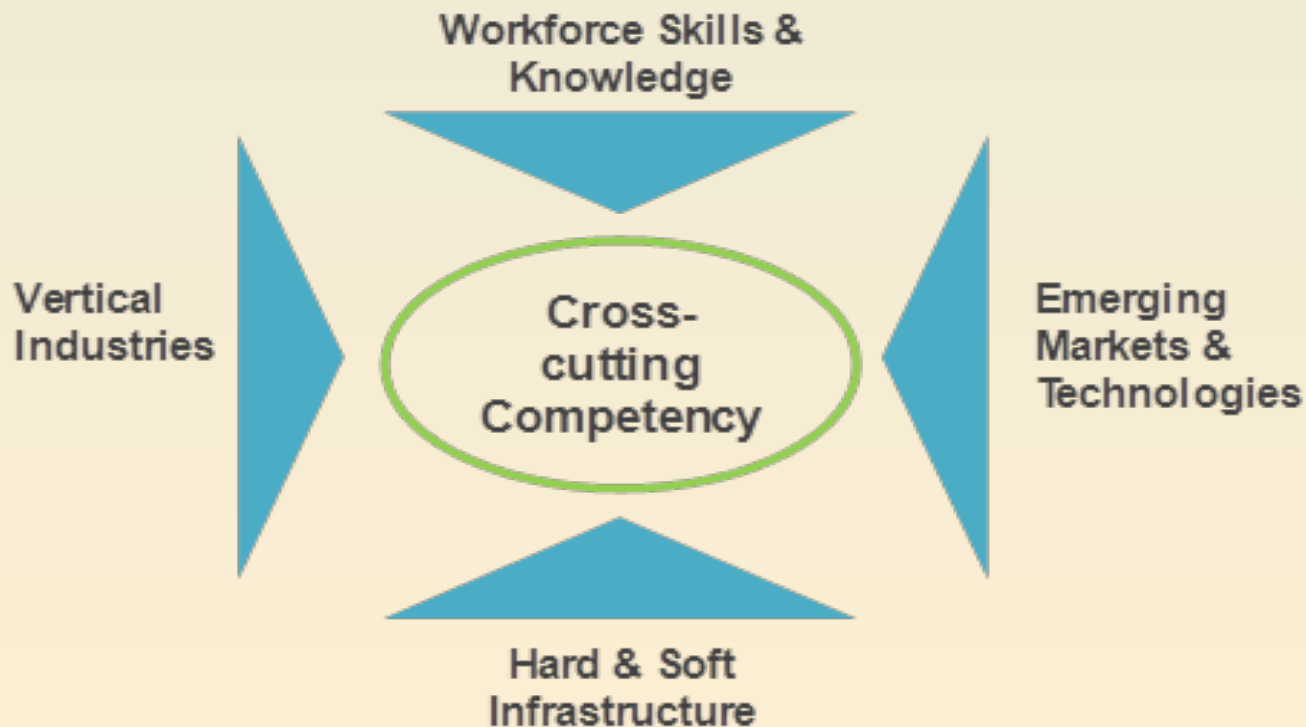 Workforce Skills &
Knowledge
Vertical
Industries
Cross-
cutting
Competency
Emerging
Markets &
Technologies
Hard & Soft
Infrastructure